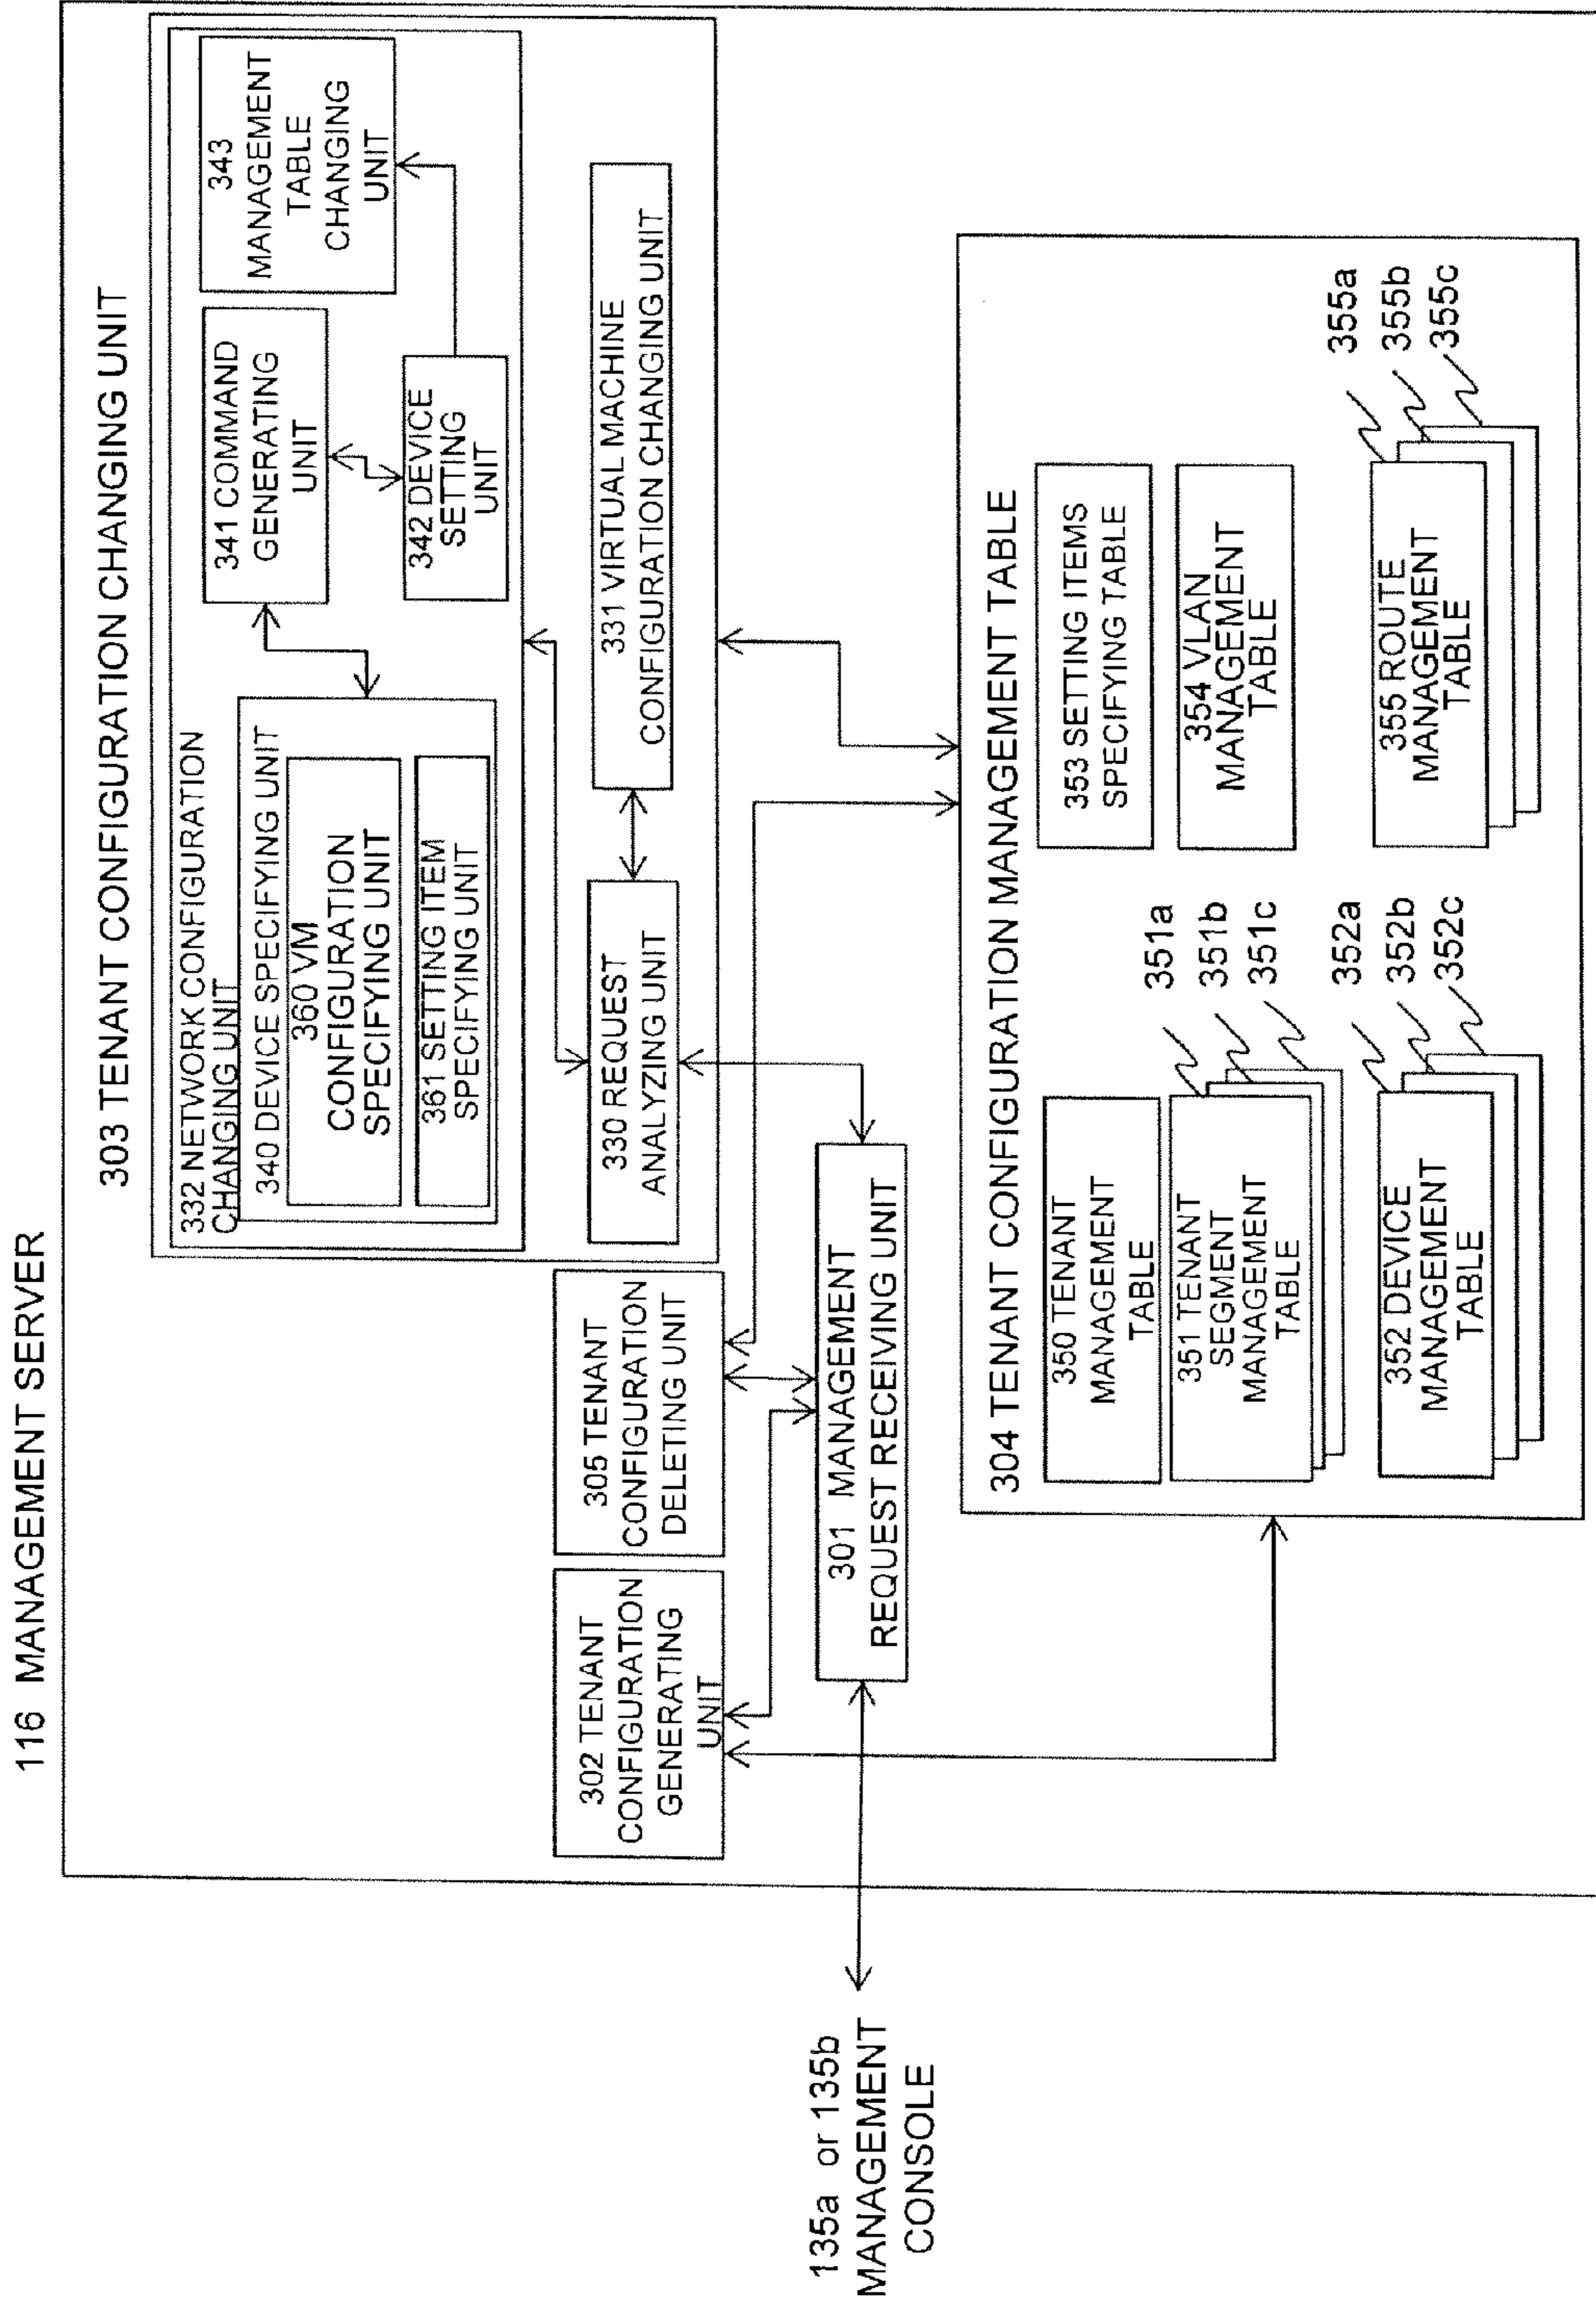 116 MANAGEMENT SERVER
303 TENANT CONFIGURATION CHANGING UNIT
332 NETWORK CONFIGURATION
CHANGING UNIT
340 DEVICE SPECIFYING UNIT
360 VM
CONFIGURATION
SPECIFYING UNIT
361 SETTING ITEM
SPECIFYING UNIT
341 COMMAND
GENERATING
UNIT
342 DEVICE
SETTING
UNIT
343
MANAGEMENT
TABLE
CHANGING
UNIT
330 REQUEST
ANALYZING UNIT
331 VIRTUAL MACHINE
CONFIGURATION CHANGING UNIT
302 TENANT
CONFIGURATION
GENERATING
UNIT
305 TENANT
CONFIGURATION
DELETING UNIT
301 MANAGEMENT
REQUEST RECEIVING UNIT
135a or 135b
MANAGEMENT
CONSOLE
304 TENANT CONFIGURATION MANAGEMENT TABLE
350 TENANT
MANAGEMENT
TABLE
351 TENANT
SEGMENT
MANAGEMENT
TABLE
351a
351b
351c
352 DEVICE
MANAGEMENT
TABLE
352a
352b
352c
353 SETTING ITEMS
SPECIFYING TABLE
354 VLAN
MANAGEMENT
TABLE
355 ROUTE
MANAGEMENT
TABLE
355a
355b
355c